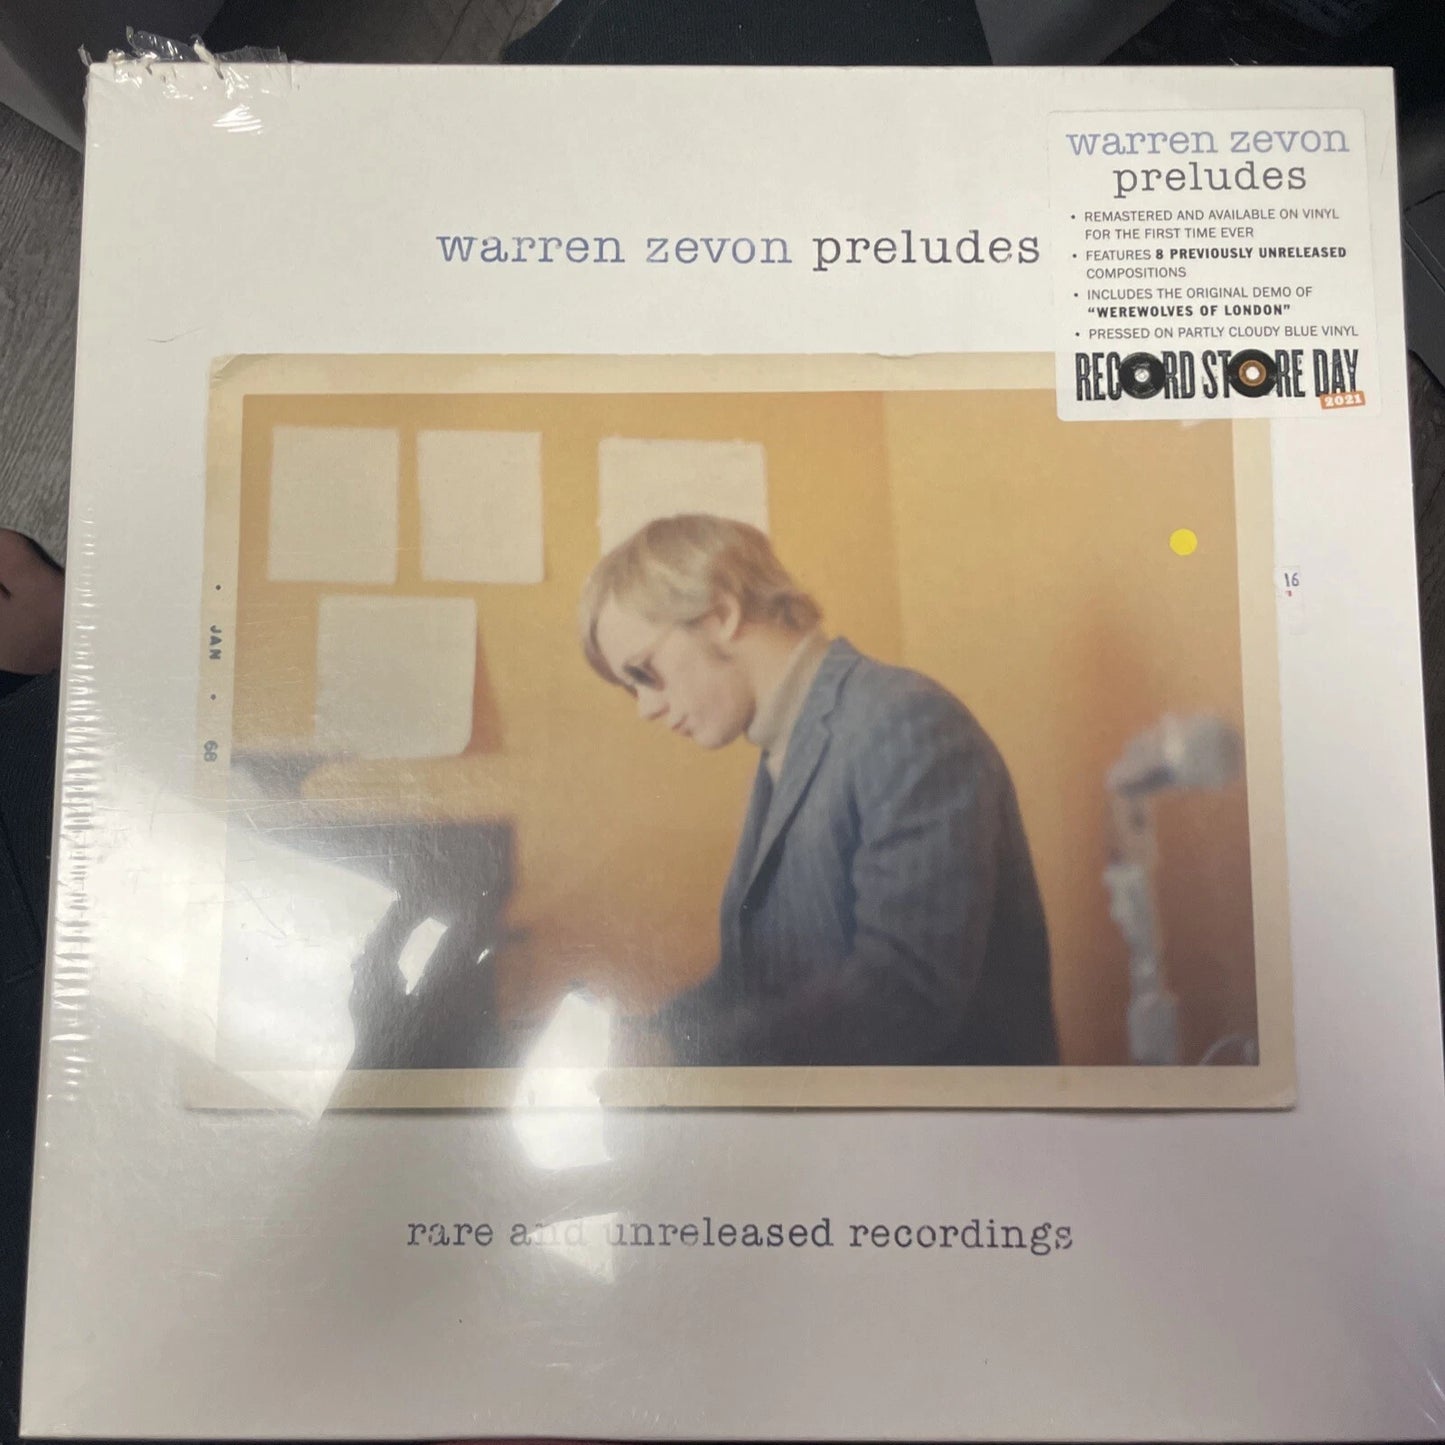 warren zevon
preludes
• REMASTERED AND AVAILABLE ON VINYL
FOR THE FIRST TIME EVER
• FEATURES 8 PREVIOUSLY UNRELEASED
COMPOSITIONS
• INCLUDES THE ORIGINAL DEMO OF
“WEREWOLVES OF LONDON”
• PRESSED ON PARTLY CLOUDY BLUE VINYL
RECORD STORE DAY
2021
warren zevon preludes
• JAN • 68
16
rare and unreleased recordings